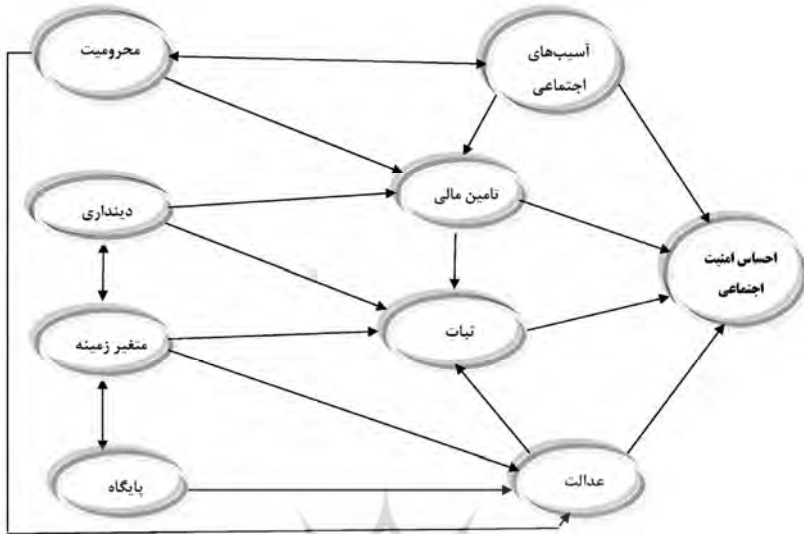 آسیب‌های
اجتماعی
محرومیت
تامین مالی
دینداری
احساس امنیت
اجتماعی
ثبات
متغیر زمینه
عدالت
پایگاه